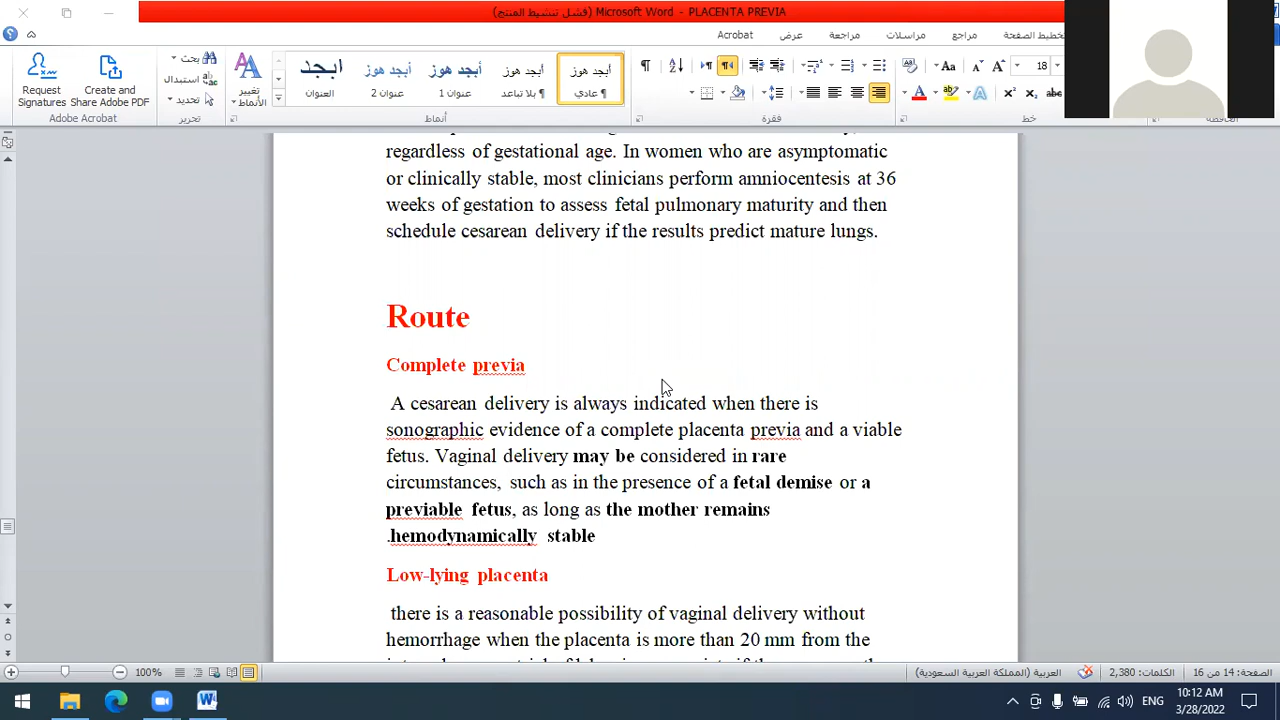 PLACENTA PREVIA - Microsoft Word (فشل تنشيط المنتج)
تخطيط الصفحة
مراجع
مراسلات
مراجعة
عرض
Acrobat
Request Signatures
Create and Share Adobe PDF
Adobe Acrobat
بحث
استبدال
تحديد
تحرير
تغيير الأنماط
أبجد
العنوان
أبجد هوز
عنوان 2
أبجد هوز
عنوان 1
أبجد هوز
¶ بلا تباعد
أبجد هوز
¶ عادي
أنماط
فقرة
Aa
A
A
18
abc
خط
regardless of gestational age. In women who are asymptomatic
or clinically stable, most clinicians perform amniocentesis at 36
weeks of gestation to assess fetal pulmonary maturity and then
schedule cesarean delivery if the results predict mature lungs.
Route
Complete previa
A cesarean delivery is always indicated when there is
sonographic evidence of a complete placenta previa and a viable
fetus. Vaginal delivery may be considered in rare
circumstances, such as in the presence of a fetal demise or a
previable fetus, as long as the mother remains
.hemodynamically stable
Low-lying placenta
there is a reasonable possibility of vaginal delivery without
hemorrhage when the placenta is more than 20 mm from the
100%
العربية (المملكة العربية السعودية)
الكلمات: 2,380
الصفحة: 14 من 16
ENG
10:12 AM
3/28/2022